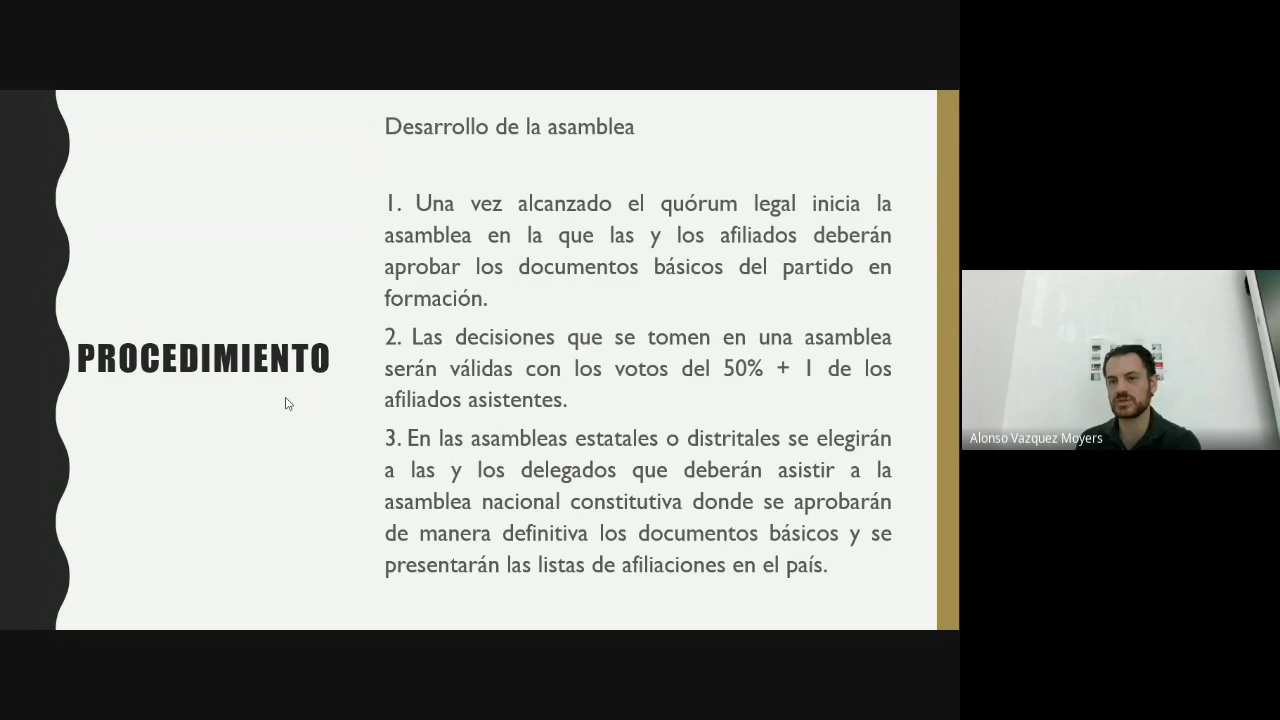 Desarrollo de la asamblea
1. Una vez alcanzado el quórum legal inicia la
asamblea en la que las y los afiliados deberán
aprobar los documentos básicos del partido en
formación.
2. Las decisiones que se tomen en una asamblea
serán válidas con los votos del 50% + 1 de los
afiliados asistentes.
3. En las asambleas estatales o distritales se elegirán
a las y los delegados que deberán asistir a la
asamblea nacional constitutiva donde se aprobarán
de manera definitiva los documentos básicos y se
presentarán las listas de afiliaciones en el país.
PROCEDIMIENTO
Alonso Vazquez Moyers